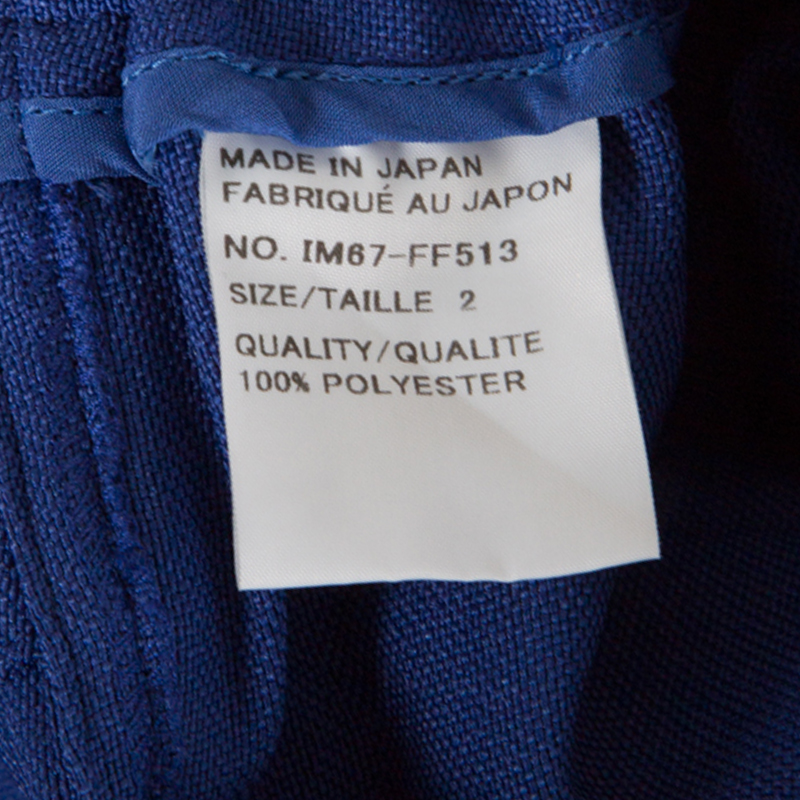 MADE IN JAPAN
FABRIQUÉ AU JAPON
NO. IM67-FF513
SIZE/TAILLE 2
QUALITY/QUALITE
100% POLYESTER